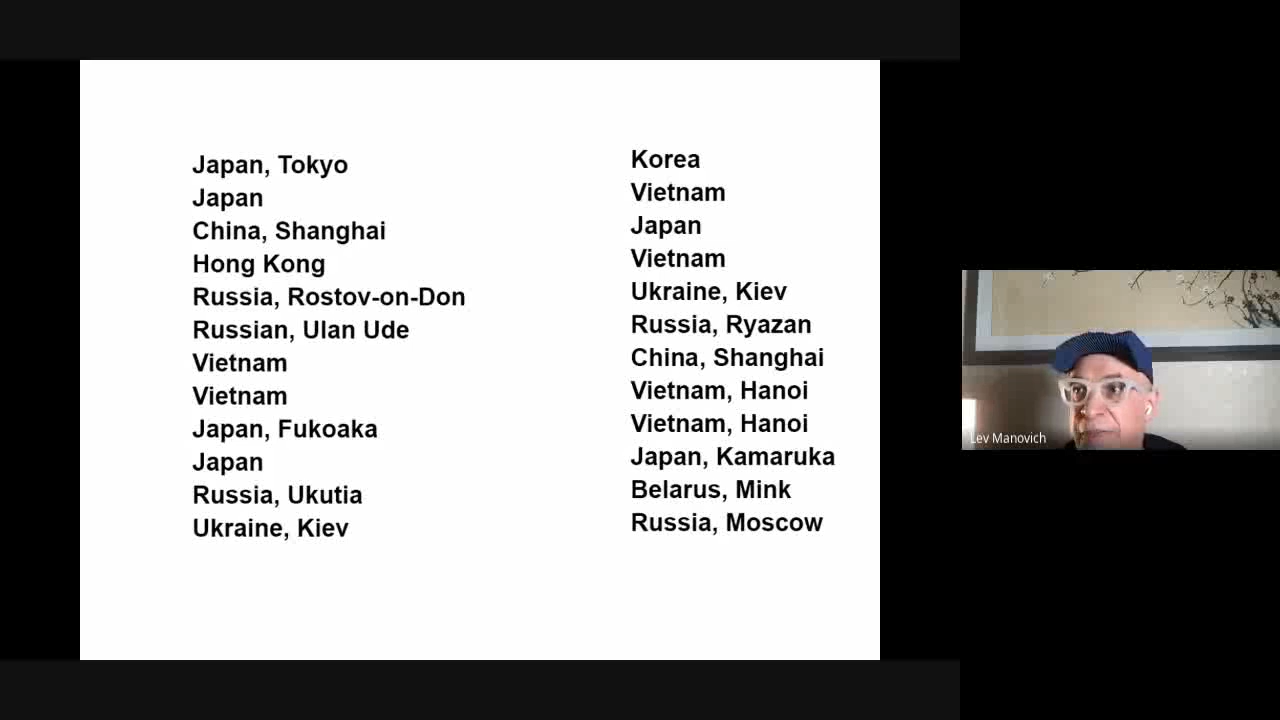 Japan, Tokyo
Japan
China, Shanghai
Hong Kong
Russia, Rostov-on-Don
Russian, Ulan Ude
Vietnam
Vietnam
Japan, Fukoaka
Japan
Russia, Ukutia
Ukraine, Kiev
Korea
Vietnam
Japan
Vietnam
Ukraine, Kiev
Russia, Ryazan
China, Shanghai
Vietnam, Hanoi
Vietnam, Hanoi
Japan, Kamaruka
Belarus, Mink
Russia, Moscow
Lev Manovich